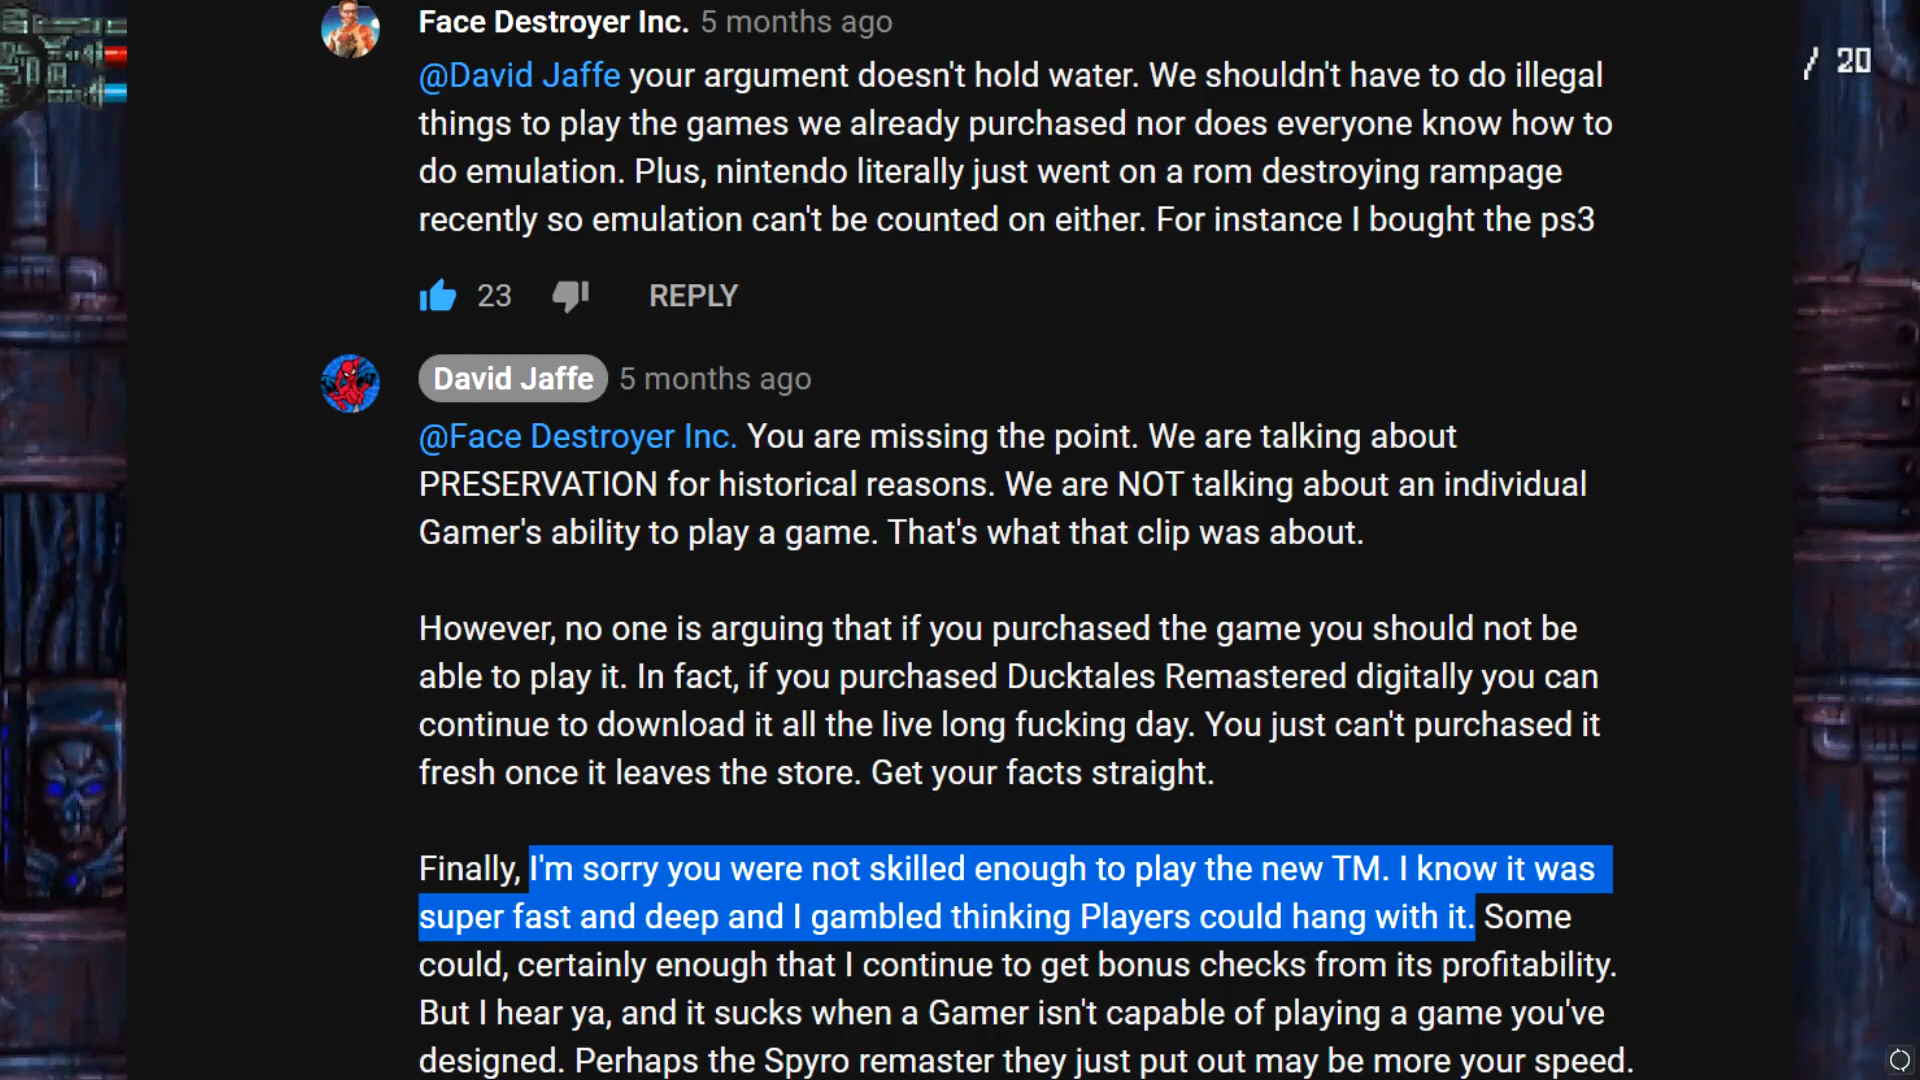 Face Destroyer Inc. 5 months ago
/ 20
@David Jaffe your argument doesn't hold water. We shouldn't have to do illegal
things to play the games we already purchased nor does everyone know how to
do emulation. Plus, nintendo literally just went on a rom destroying rampage
recently so emulation can't be counted on either. For instance I bought the ps3
23 REPLY
David Jaffe 5 months ago
@Face Destroyer Inc. You are missing the point. We are talking about
PRESERVATION for historical reasons. We are NOT talking about an individual
Gamer's ability to play a game. That's what that clip was about.
However, no one is arguing that if you purchased the game you should not be
able to play it. In fact, if you purchased Ducktales Remastered digitally you can
continue to download it all the live long fucking day. You just can't purchased it
fresh once it leaves the store. Get your facts straight.
Finally, I'm sorry you were not skilled enough to play the new TM. I know it was
super fast and deep and I gambled thinking Players could hang with it. Some
could, certainly enough that I continue to get bonus checks from its profitability.
But I hear ya, and it sucks when a Gamer isn't capable of playing a game you've
designed. Perhaps the Spyro remaster they just put out may be more your speed.